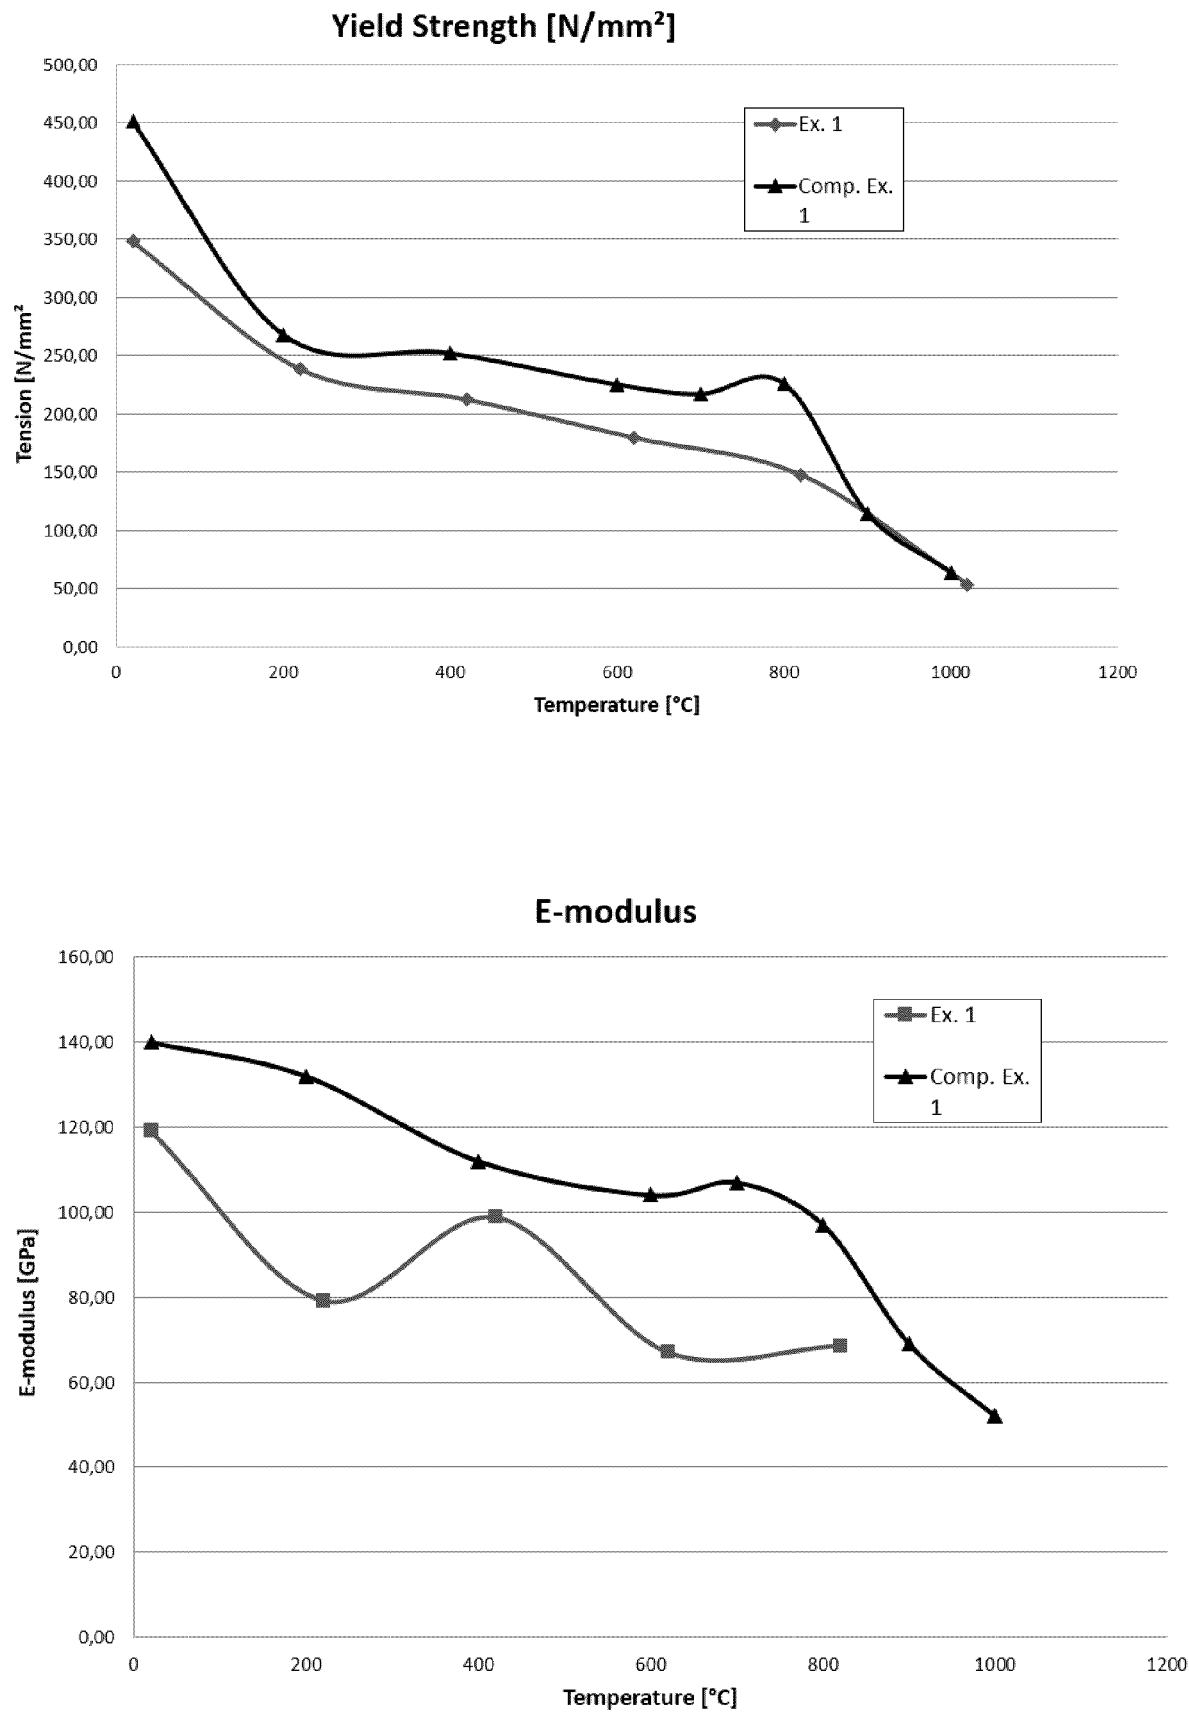 Yield Strength [N/mm²]
500,00
450,00
400,00
350,00
300,00
250,00
200,00
150,00
100,00
50,00
0,00
Tension [N/mm²
Ex. 1
Comp. Ex.
1
0 200 400 600 800 1000 1200
Temperature [°C]
E-modulus
160,00
140,00
120,00
100,00
80,00
60,00
40,00
20,00
0,00
E-modulus [GPa]
Ex. 1
Comp. Ex.
1
0 200 400 600 800 1000 1200
Temperature [°C]